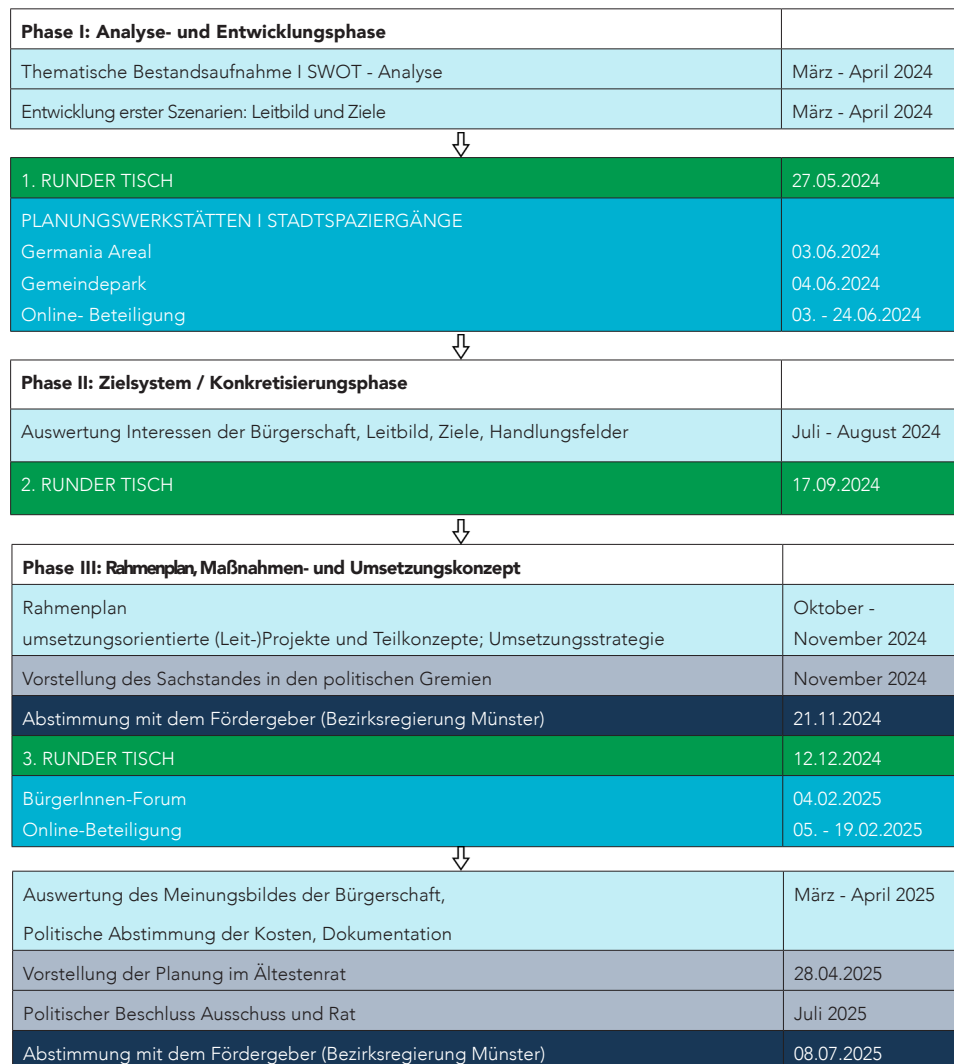 Phase I: Analyse- und Entwicklungsphase
Thematische Bestandsaufnahme I SWOT - Analyse März - April 2024
Entwicklung erster Szenarien: Leitbild und Ziele März - April 2024
1. RUNDER TISCH 27.05.2024
PLANUNGSWERKSTÄTTEN I STADTSPAZIERGÄNGE
Germania Areal 03.06.2024
Gemeindepark 04.06.2024
Online- Beteiligung 03. - 24.06.2024
Phase II: Zielsystem / Konkretisierungsphase
Auswertung Interessen der Bürgerschaft, Leitbild, Ziele, Handlungsfelder Juli - August 2024
2. RUNDER TISCH 17.09.2024
Phase III: Rahmenplan, Maßnahmen- und Umsetzungskonzept
Rahmenplan Oktober -
umsetzungsorientierte (Leit-)Projekte und Teilkonzepte; Umsetzungsstrategie November 2024
Vorstellung des Sachstandes in den politischen Gremien November 2024
Abstimmung mit dem Fördergeber (Bezirksregierung Münster) 21.11.2024
3. RUNDER TISCH 12.12.2024
BürgerInnen-Forum 04.02.2025
Online-Beteiligung 05. - 19.02.2025
Auswertung des Meinungsbildes der Bürgerschaft, März - April 2025
Politische Abstimmung der Kosten, Dokumentation
Vorstellung der Planung im Ältestenrat 28.04.2025
Politischer Beschluss Ausschuss und Rat Juli 2025
Abstimmung mit dem Fördergeber (Bezirksregierung Münster) 08.07.2025